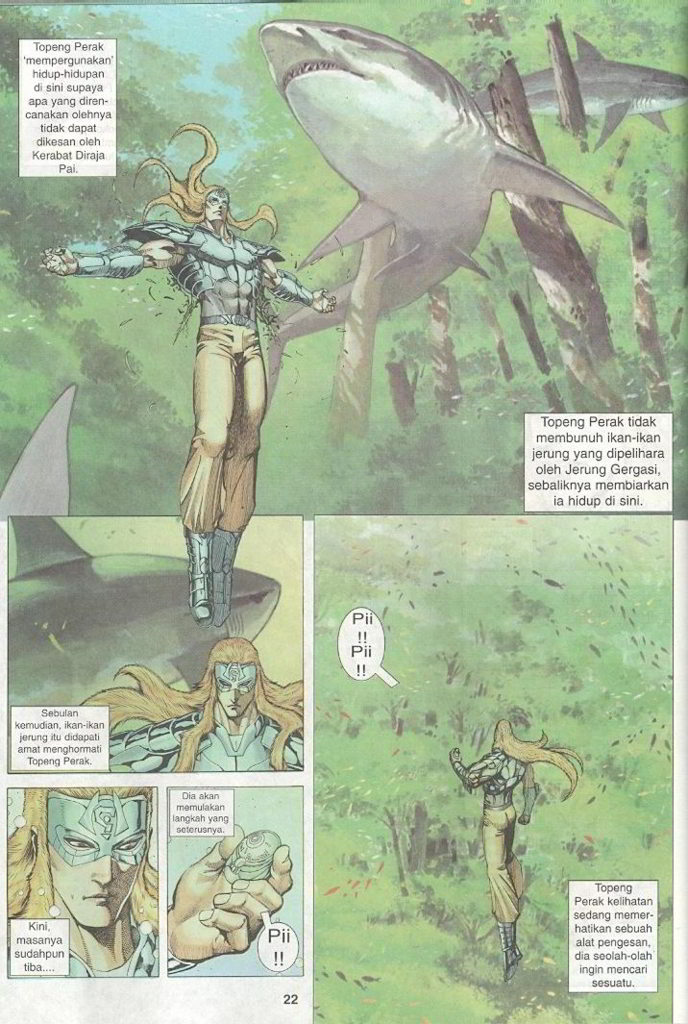 Topeng Perak
'mempergunakan'
hidup-hidupan
di sini supaya
apa yang diren-
canakan olehnya
tidak dapat
dikesan oleh
Kerabat Diraja
Pai.
Topeng Perak tidak
membunuh ikan-ikan
jerung yang dipelihara
oleh Jerung Gergasi,
sebaliknya membiarkan
ia hidup di sini.
Sebulan
kemudian, ikan-ikan
jerung itu didapati
amat menghormati
Topeng Perak.
Pii
!!
Pii
!!
Kini,
masanya
sudahpun
tiba....
Dia akan
memulakan
langkah yang
seterusnya.
Pii
!!
Topeng
Perak kelihatan
sedang memer-
hatikan sebuah
alat pengesan,
dia seolah-olah
ingin mencari
sesuatu.
22